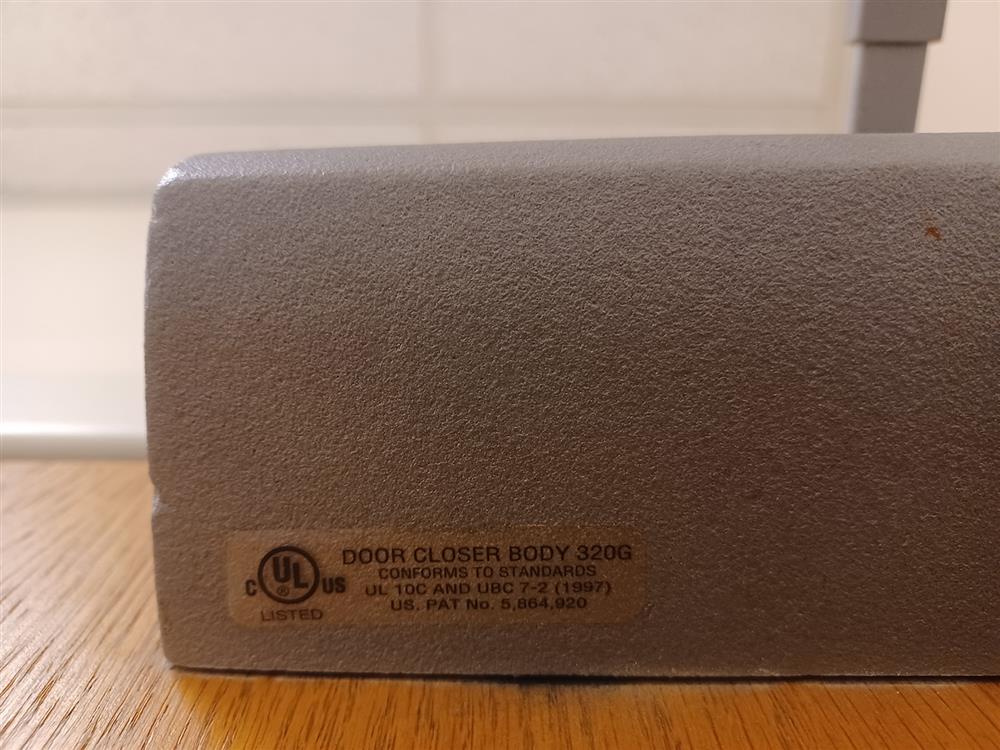 DOOR CLOSER BODY 320G
CONFORMS TO STANDARDS
C UL US
®
UL 10C AND UBC 7-2 (1997)
US. PAT No. 5,864,920
LISTED